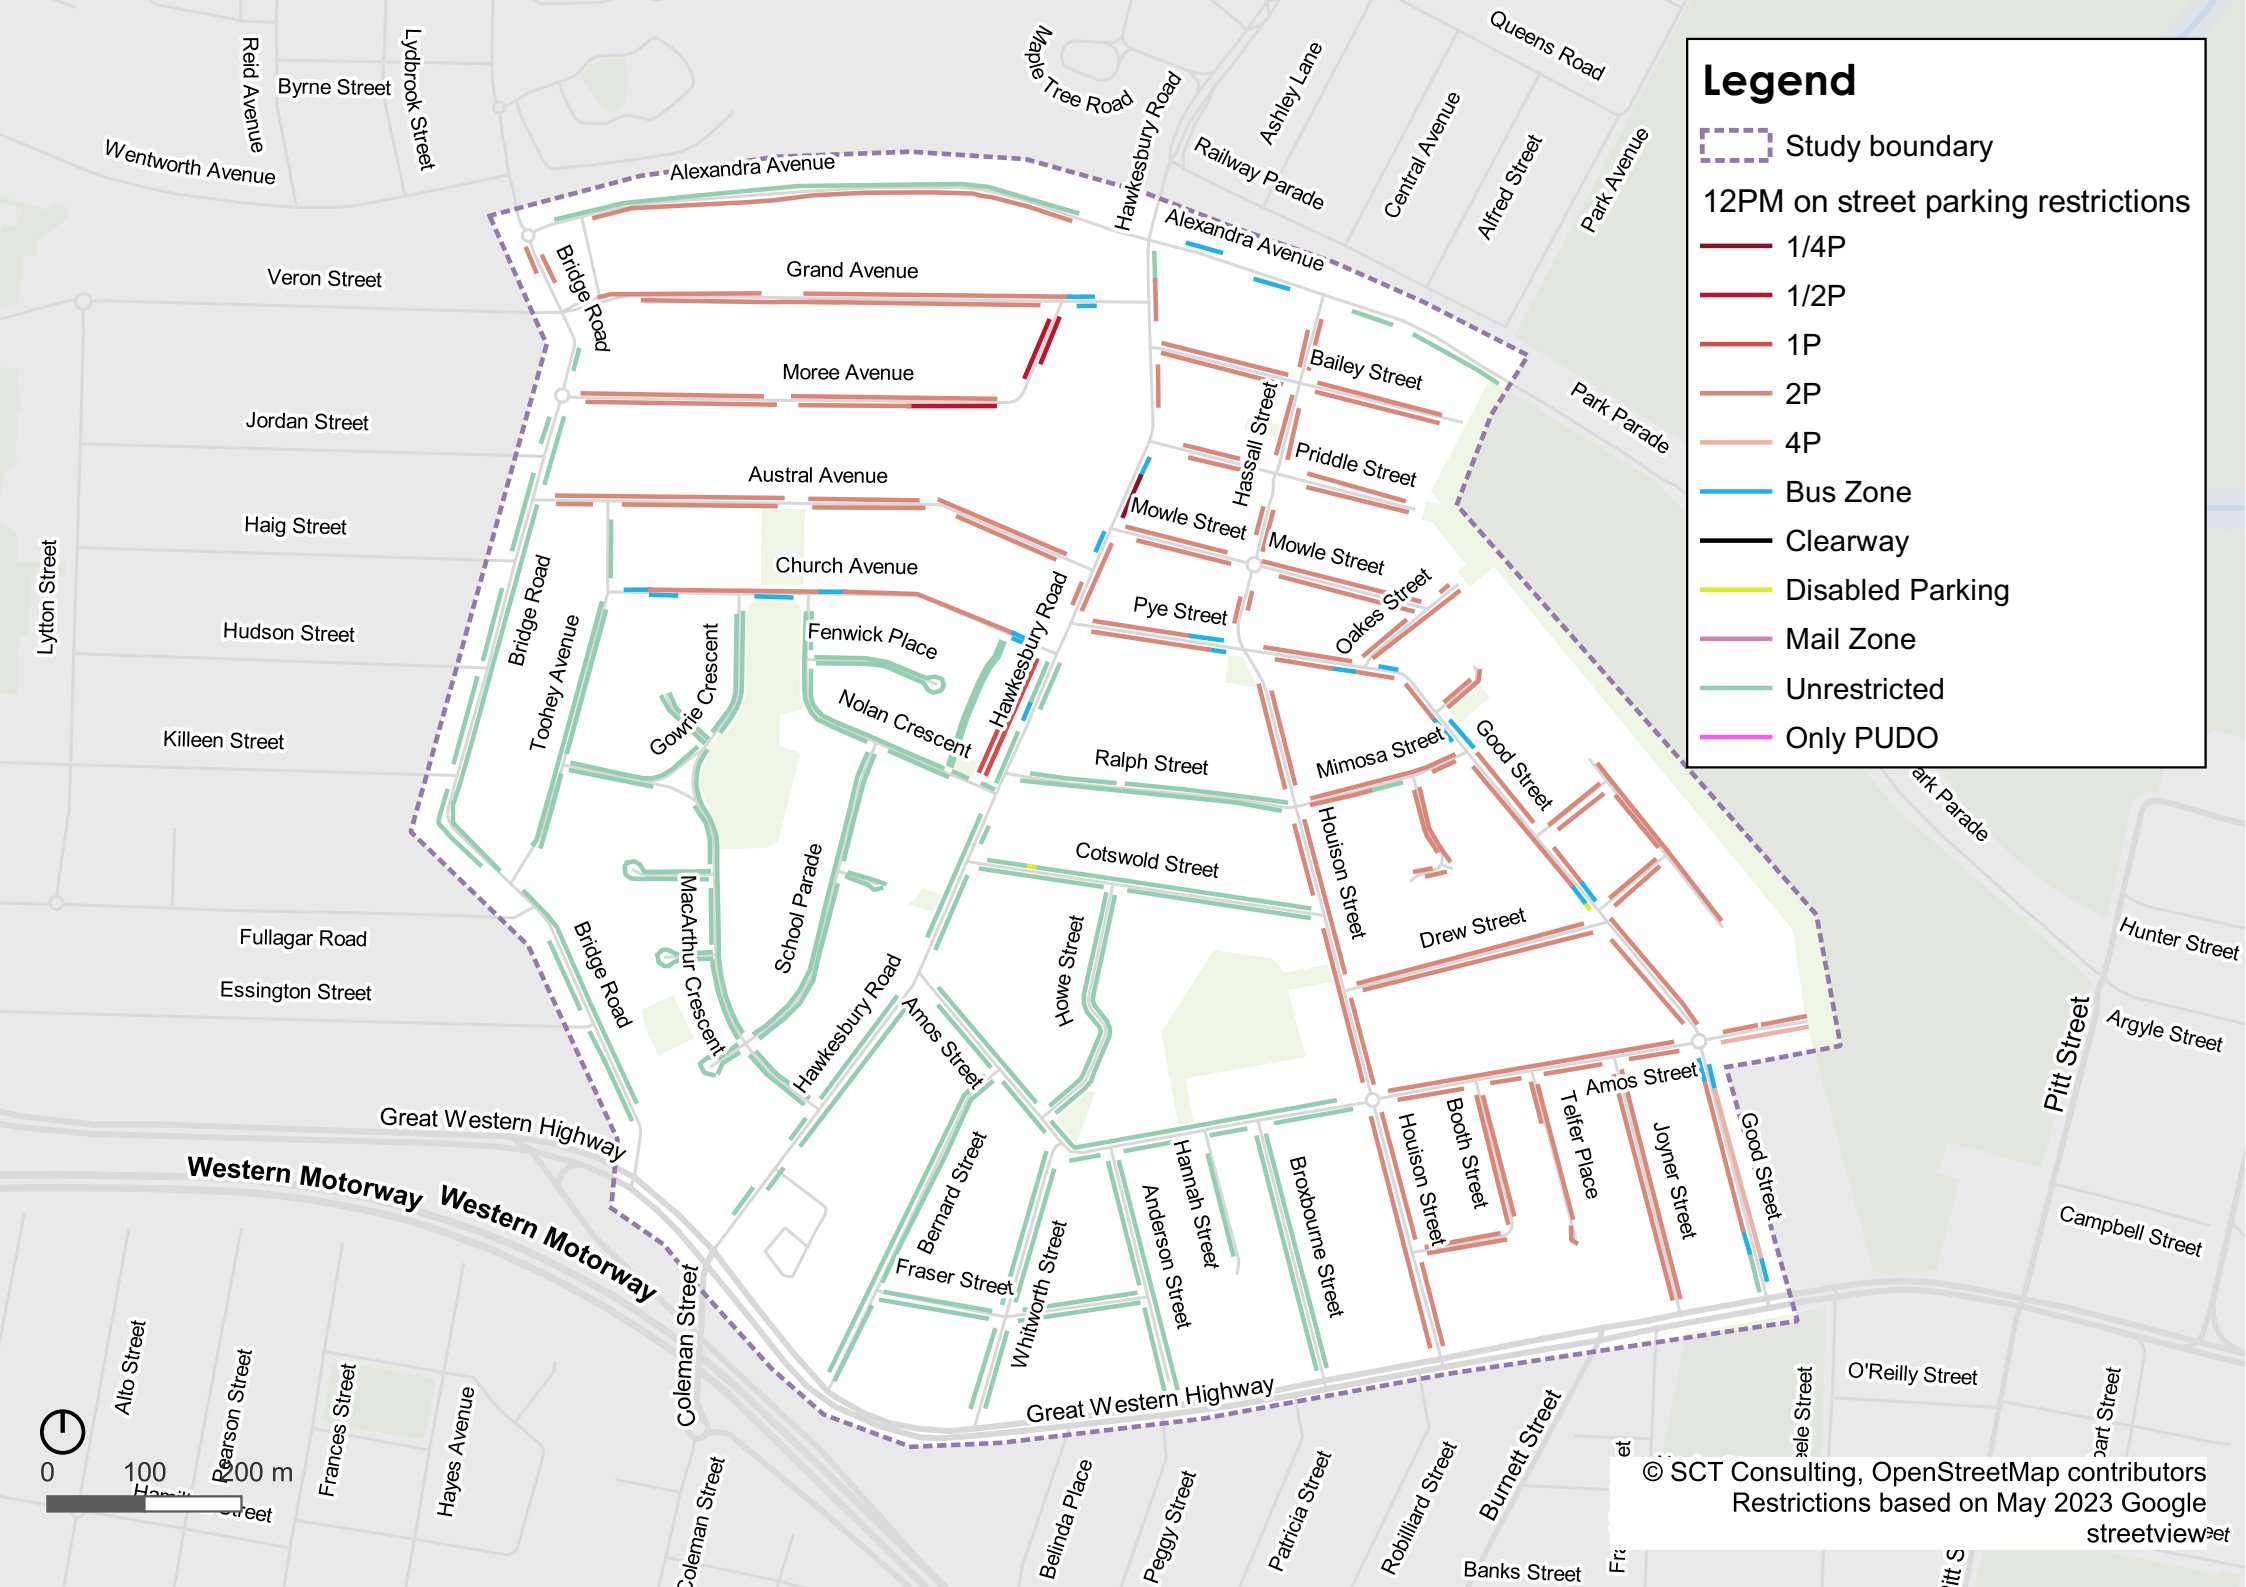 Legend
Study boundary
12PM on street parking restrictions
1/4P
1/2P
1P
2P
4P
Bus Zone
Clearway
Disabled Parking
Mail Zone
Unrestricted
Only PUDO
Queens Road
Maple Tree Road
Hawkesbury Road
Ashley Lane
Central Avenue
Alfred Street
Park Avenue
Railway Parade
Reid Avenue
Byrne Street
Lydbrook Street
Wentworth Avenue
Alexandra Avenue
Alexandra Avenue
Veron Street
Bridge Road
Grand Avenue
Moree Avenue
Bailey Street
Hassall Street
Park Parade
Jordan Street
Austral Avenue
Priddle Street
Mowle Street
Mowle Street
Haig Street
Lytton Street
Bridge Road
Church Avenue
Hawkesbury Road
Pye Street
Oakes Street
Hudson Street
Toohey Avenue
Gowrie Crescent
Fenwick Place
Nolan Crescent
Killeen Street
Ralph Street
Mimosa Street
Good Street
Houison Street
ark Parade
Cotswold Street
School Parade
MacArthur Crescent
Howe Street
Drew Street
Fullagar Road
Essington Street
Bridge Road
Hawkesbury Road
Amos Street
Hunter Street
Argyle Street
Pitt Street
Amos Street
Great Western Highway
Western Motorway
Western Motorway
Bernard Street
Fraser Street
Whitworth Street
Anderson Street
Hannah Street
Broxbourne Street
Houison Street
Booth Street
Telfer Place
Joyner Street
Good Street
Campbell Street
Coleman Street
Great Western Highway
Alto Street
Pearson Street
Frances Street
Hayes Avenue
Coleman Street
Belinda Place
Peggy Street
Patricia Street
Robilliard Street
Burnett Street
Banks Street
O'Reilly Street
0 100 200 m
© SCT Consulting, OpenStreetMap contributors
Restrictions based on May 2023 Google
streetview